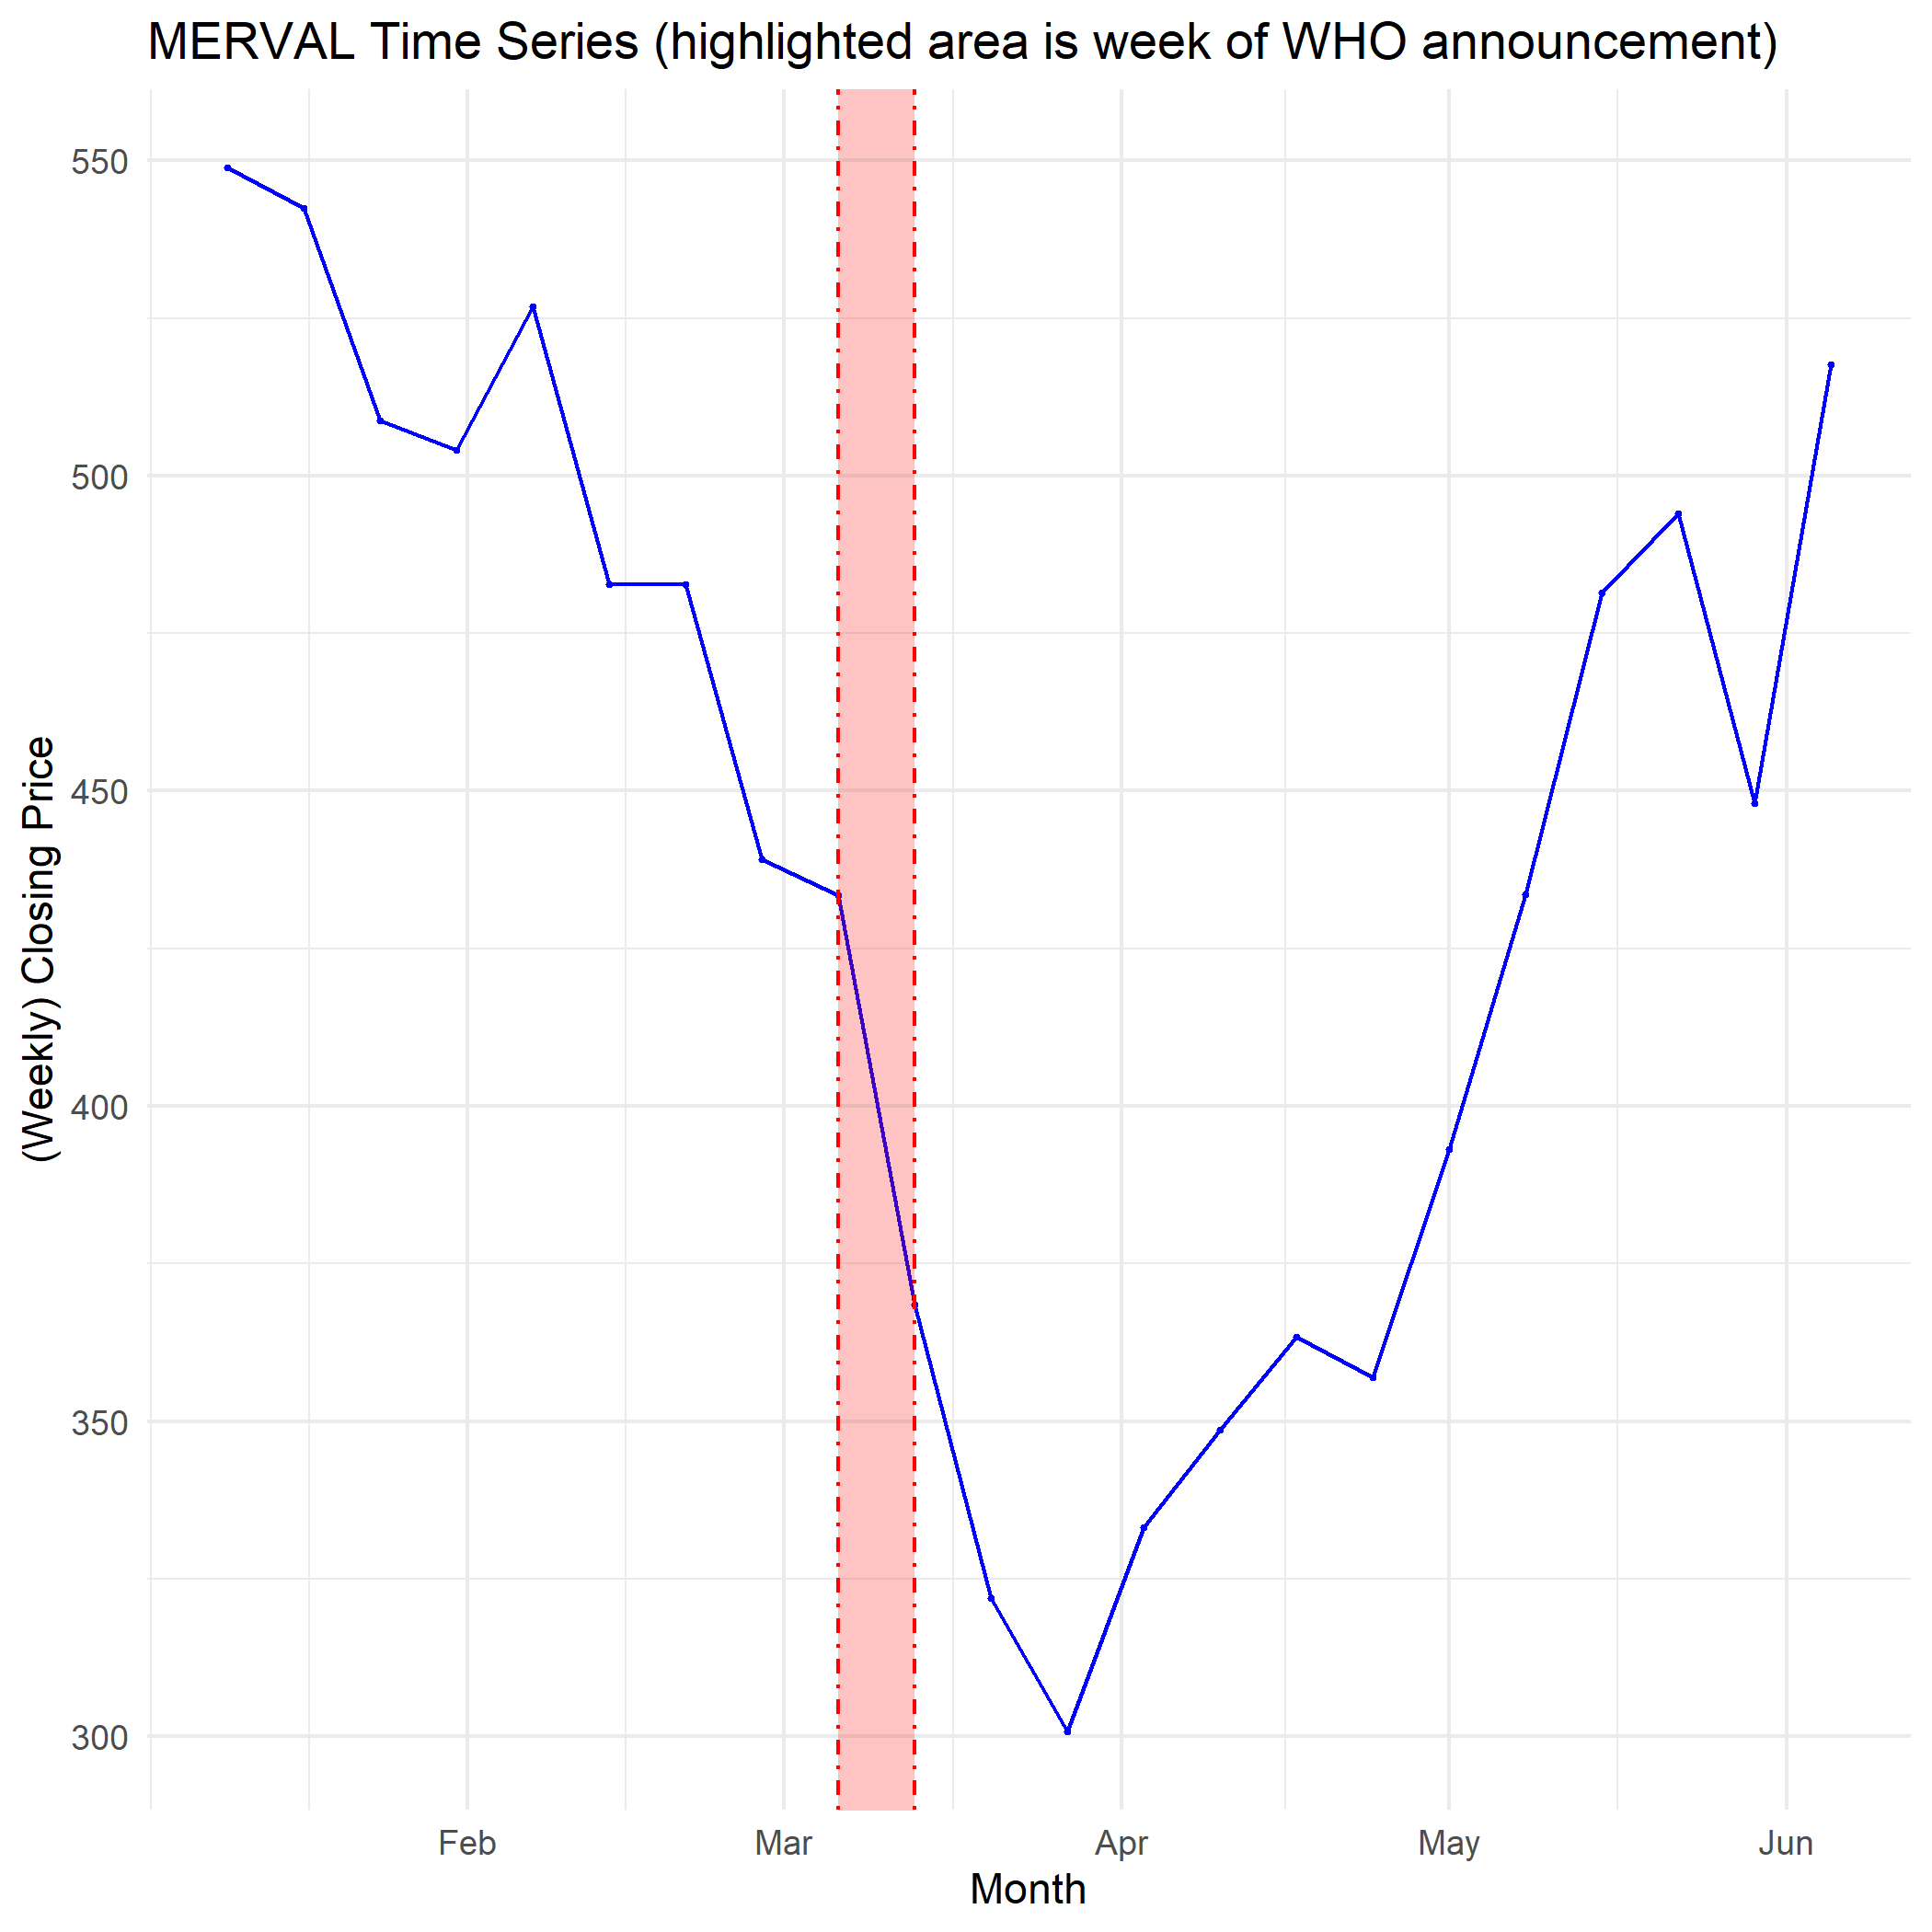 MERVAL Time Series (highlighted area is week of WHO announcement)
(Weekly) Closing Price
550
500
450
400
350
300
Feb Mar Apr May Jun
Month